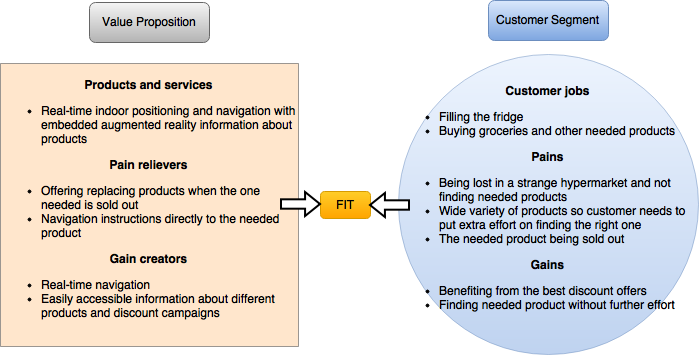 Value Proposition
Customer Segment
Products and services
• Real-time indoor positioning and navigation with
embedded augmented reality information about
products
Pain relievers
• Offering replacing products when the one
needed is sold out
• Navigation instructions directly to the needed
product
Gain creators
• Real-time navigation
• Easily accessible information about different
products and discount campaigns
FIT
Customer jobs
• Filling the fridge
• Buying groceries and other needed products
Pains
• Being lost in a strange hypermarket and not
finding needed products
• Wide variety of products so customer needs to
put extra effort on finding the right one
• The needed product being sold out
Gains
• Benefiting from the best discount offers
• Finding needed product without further effort